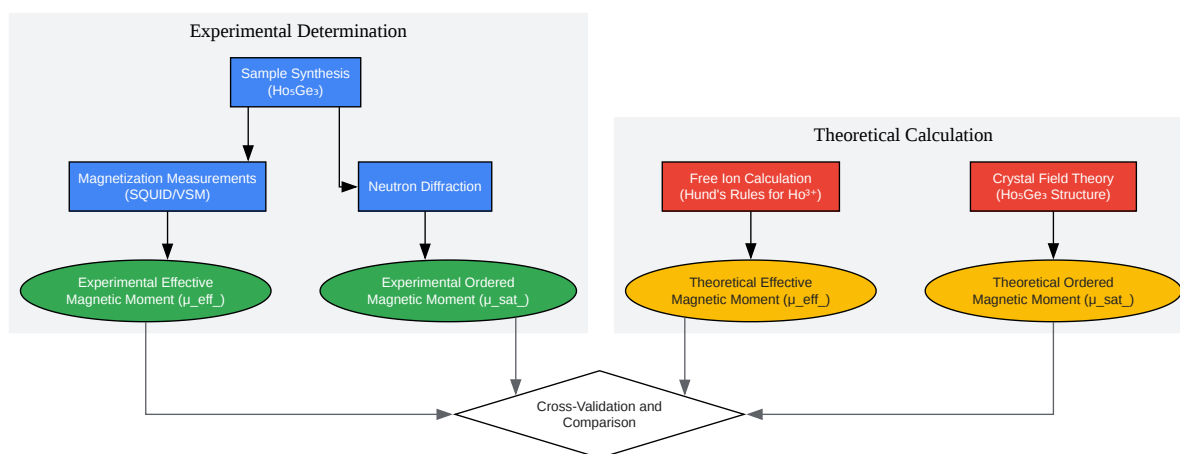 Experimental Determination
Sample Synthesis
(Ho₅Ge₃)
Magnetization Measurements
(SQUID/VSM)
Neutron Diffraction
Experimental Effective
Magnetic Moment (μ_eff_)
Experimental Ordered
Magnetic Moment (μ_sat_)
Theoretical Calculation
Free Ion Calculation
(Hund's Rules for Ho³⁺)
Crystal Field Theory
(Ho₅Ge₃ Structure)
Theoretical Effective
Magnetic Moment (μ_eff_)
Theoretical Ordered
Magnetic Moment (μ_sat_)
Cross-Validation and
Comparison